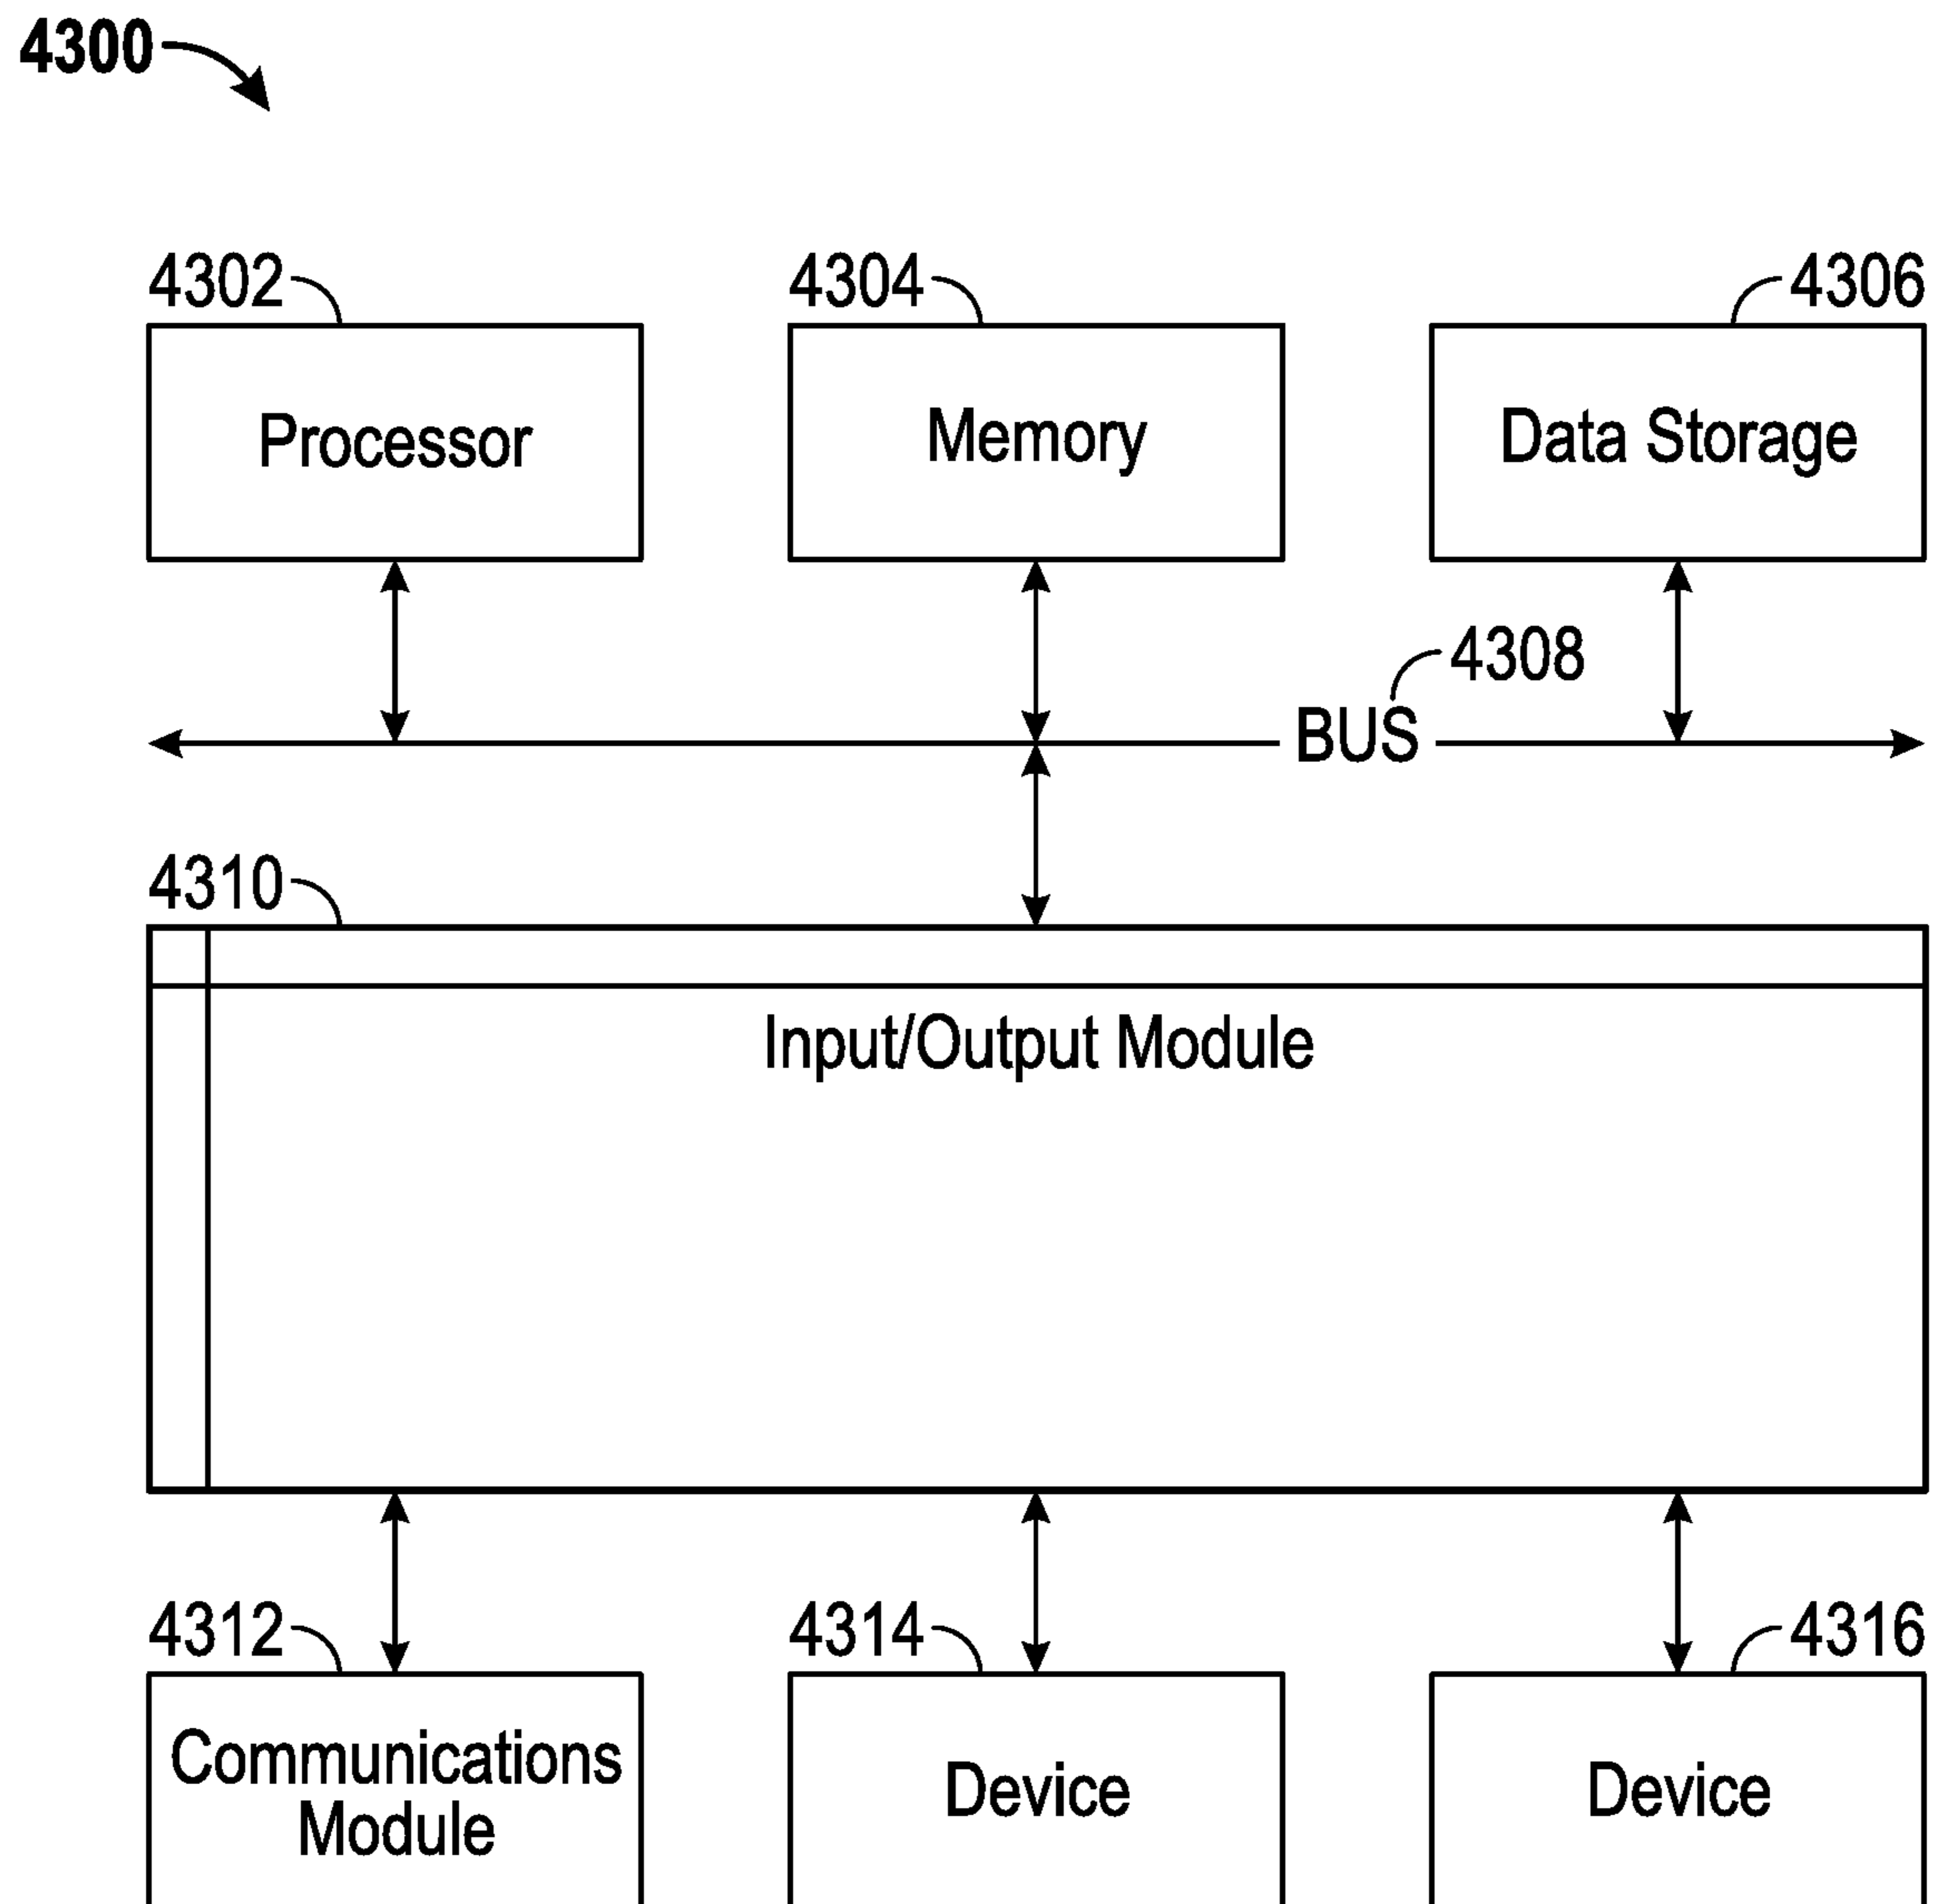 4300
4302
4304
4306
Processor
Memory
Data Storage
4308
BUS
4310
Input/Output Module
4312
4314
4316
Communications
Module
Device
Device